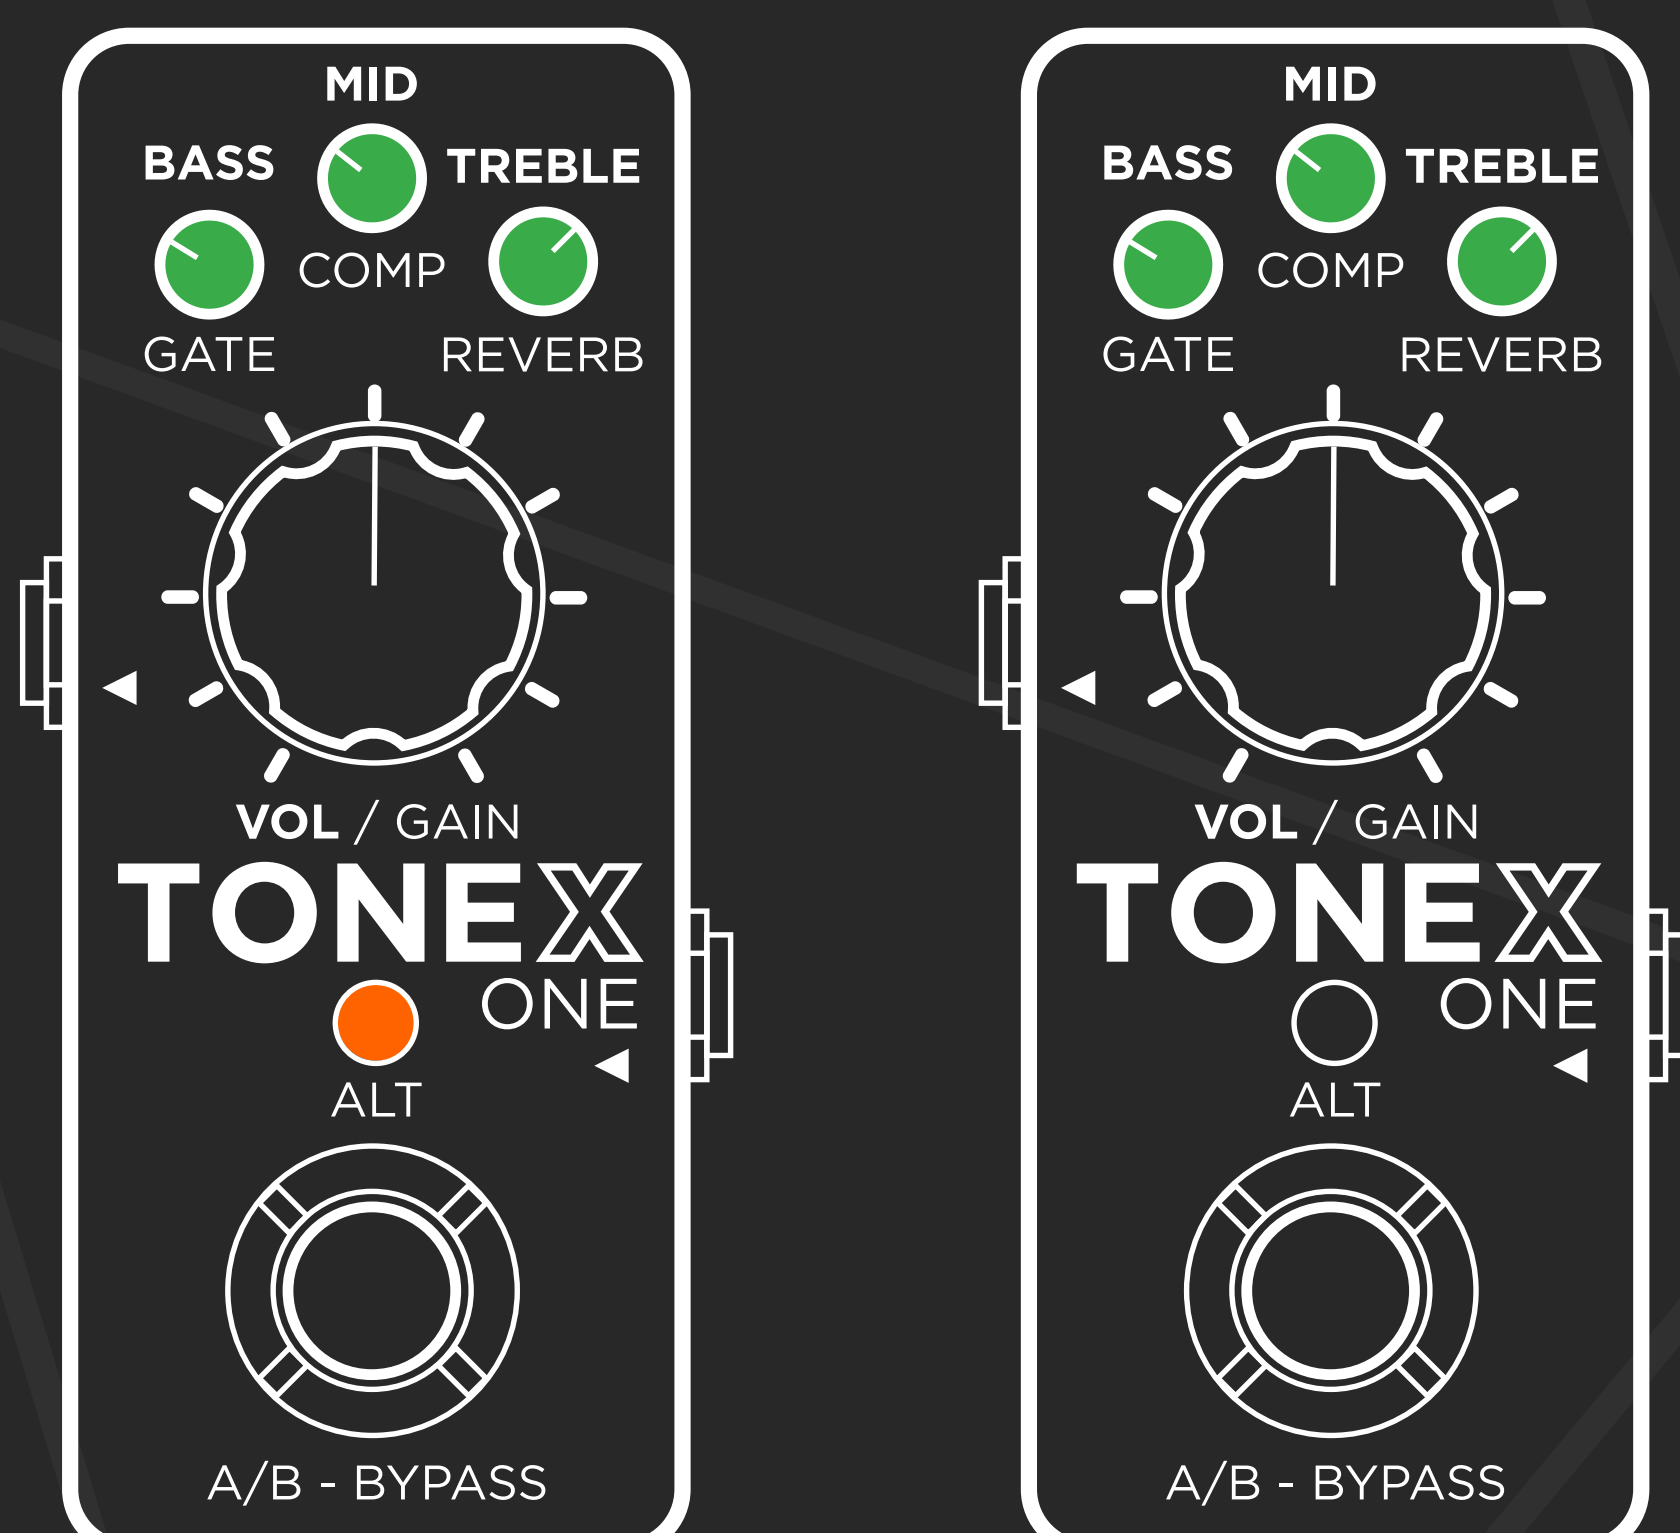 MID
BASS
TREBLE
COMP
GATE
REVERB
VOL / GAIN
TONEX
ONE
ALT
A/B - BYPASS
MID
BASS
TREBLE
COMP
GATE
REVERB
VOL / GAIN
TONEX
ONE
ALT
A/B - BYPASS